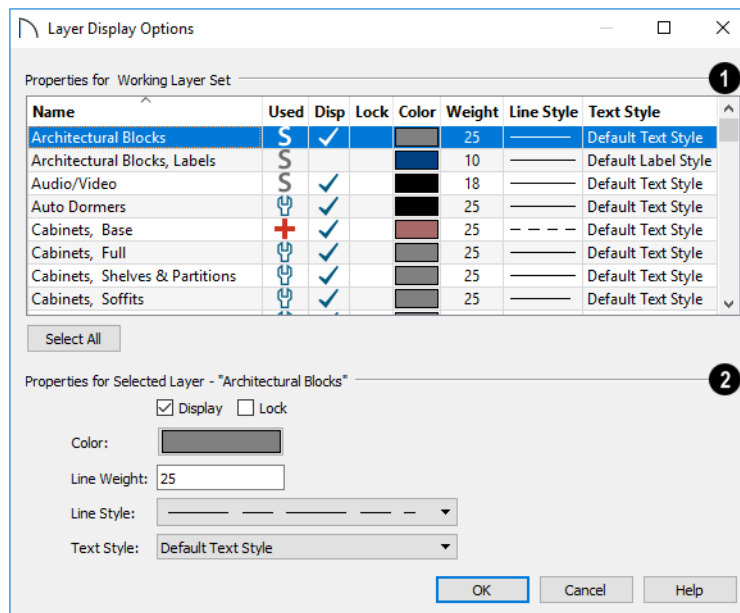 Layer Display Options
Properties for Working Layer Set
1
Name Used Disp Lock Color Weight Line Style Text Style
Architectural Blocks S 25 Default Text Style
Architectural Blocks, Labels S 10 Default Label Style
Audio/Video S 18 Default Text Style
Auto Dormers 25 Default Text Style
Cabinets, Base 25 Default Text Style
Cabinets, Full 25 Default Text Style
Cabinets, Shelves & Partitions 25 Default Text Style
Cabinets, Soffits 25 Default Text Style
Select All
Properties for Selected Layer - "Architectural Blocks"
2
Display Lock
Color:
Line Weight: 25
Line Style:
Text Style: Default Text Style
OK Cancel Help